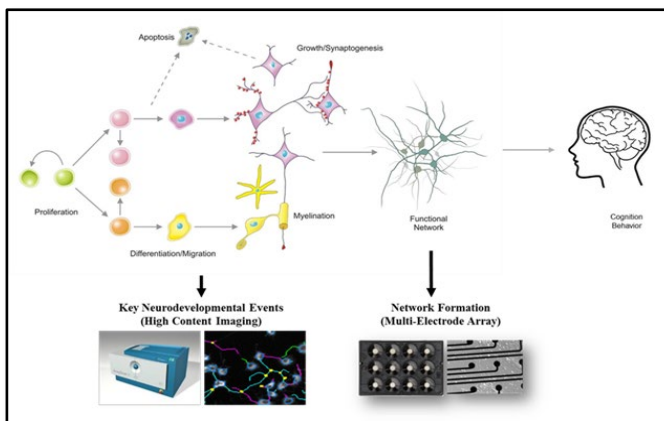 Apoptosis
Growth/Synaptogenesis
Proliferation
Differentiation/Migration
Myelination
Functional
Network
Cognition
Behavior
Key Neurodevelopmental Events
(High Content Imaging)
Network Formation
(Multi-Electrode Array)